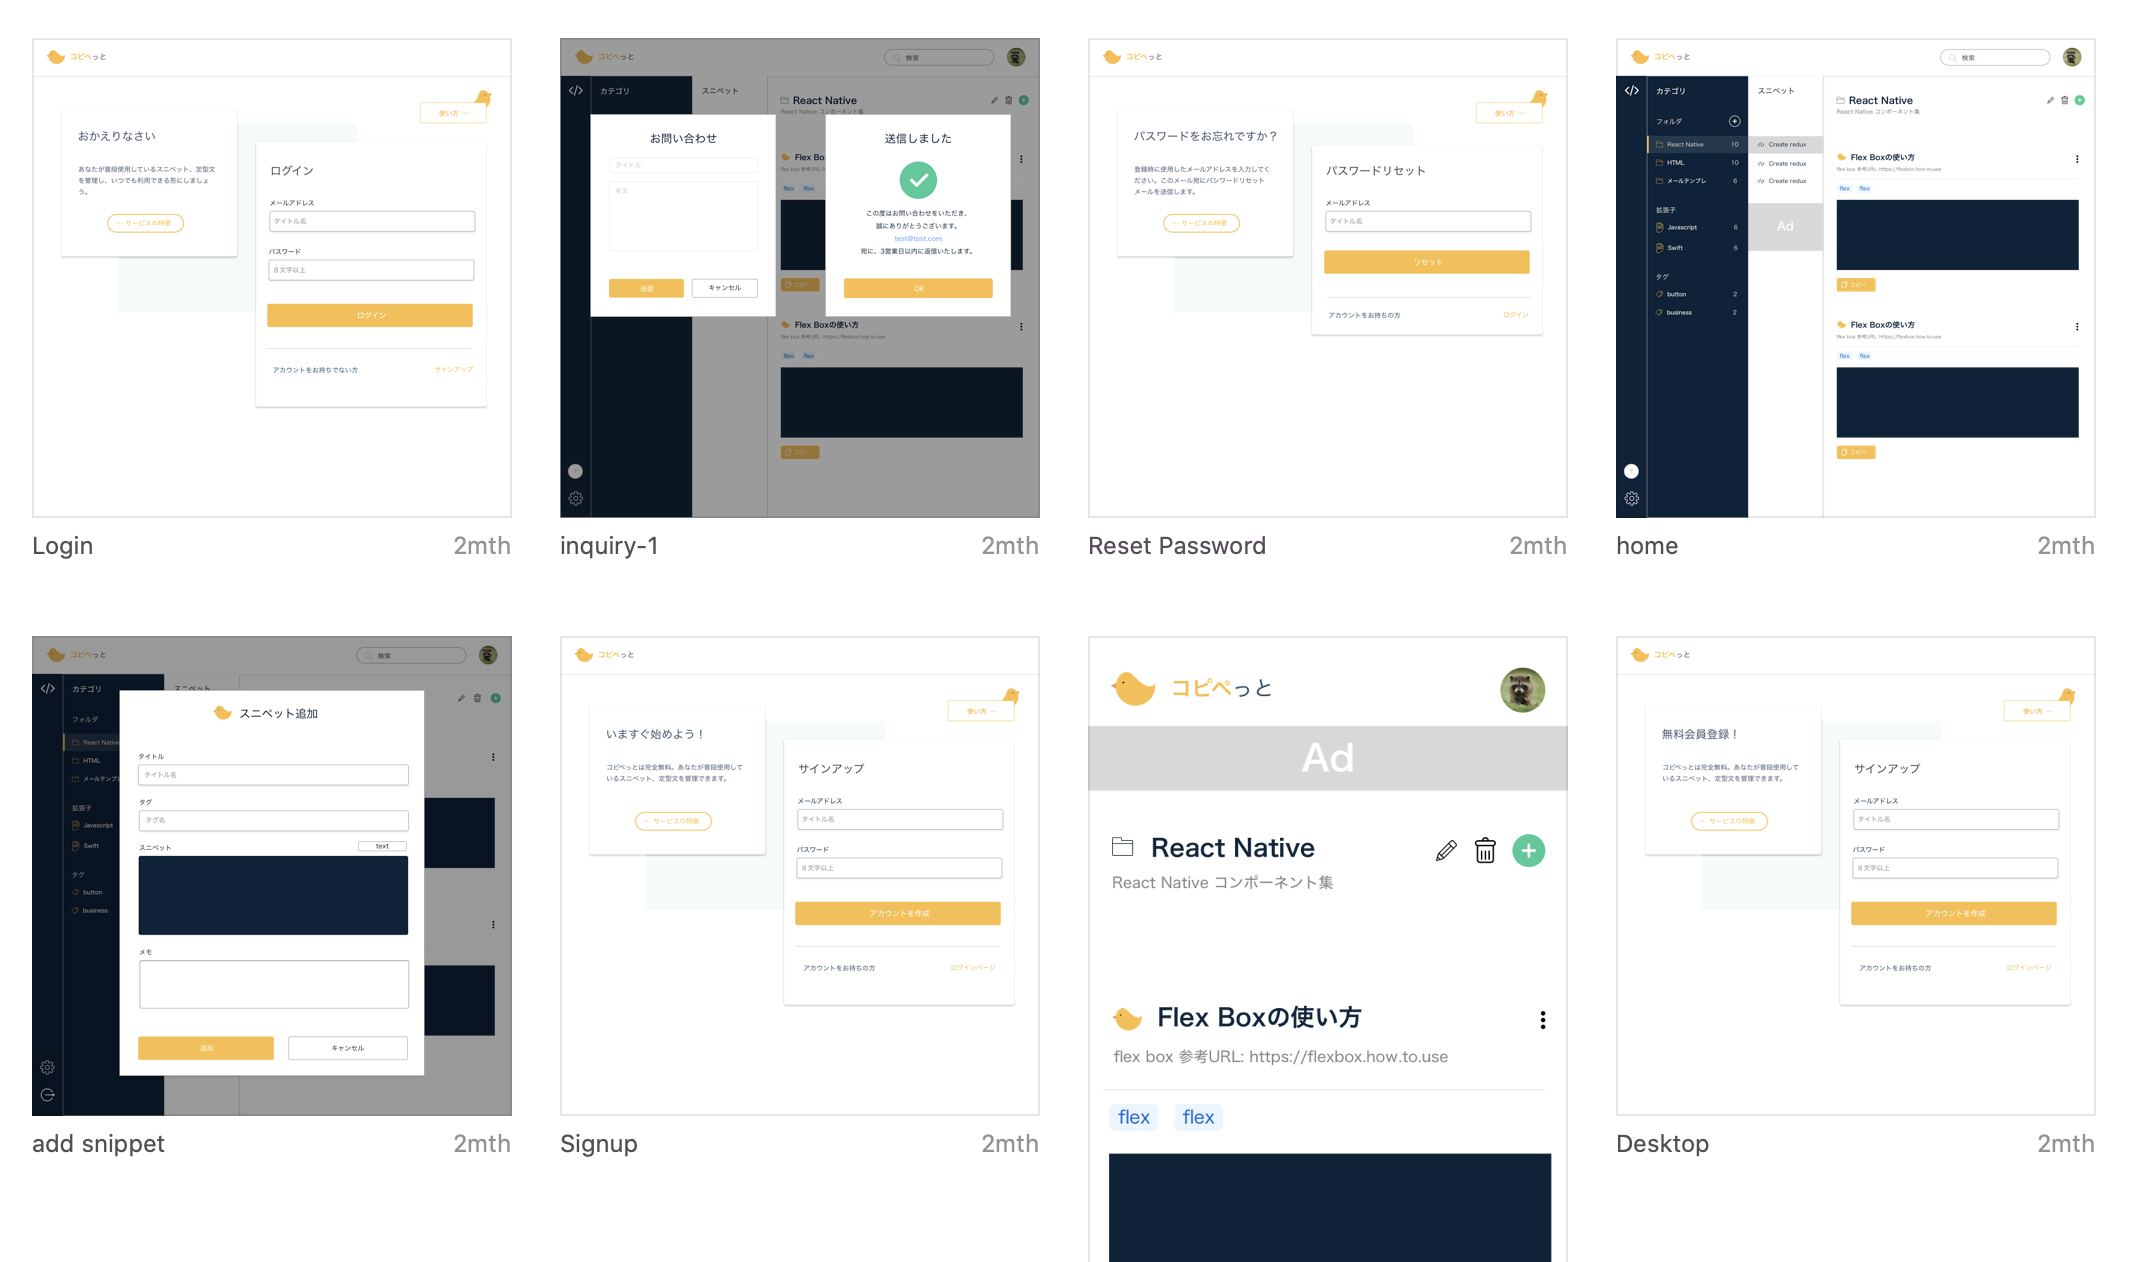 コピペっと
使い方 →
おかえりなさい
あなたが普段使用しているスニペット、定型文
を管理し、いつでも利用できる形にしましょ
う。
← サービスの特徴
ログイン
メールアドレス
タイトル名
パスワード
8文字以上
ログイン
アカウントをお持ちでない方
サインアップ
Login
2mth
コピペっと
検索
カテゴリ
スニペット
React Native
React Native コンポーネント集
お問い合わせ
タイトル
本文
送信
キャンセル
送信しました
この度はお問い合わせをいただき、
誠にありがとうございます。
test@test.com
宛に、3営業日以内に返信いたします。
OK
Flex Bo
flex flex
コピー
Flex Boxの使い方
flex box 参考URL: https://flexbox.how.to.use
flex flex
コピー
?
inquiry-1
2mth
コピペっと
使い方 →
パスワードをお忘れですか？
登録時に使用したメールアドレスを入力してく
ださい。このメール宛にパスワードリセット
メールを送信します。
← サービスの特徴
パスワードリセット
メールアドレス
タイトル名
リセット
アカウントをお持ちの方
ログイン
Reset Password
2mth
コピペっと
検索
カテゴリ
フォルダ
React Native 10
HTML 10
メールテンプレ 6
拡張子
Javascript 6
Swift 6
タグ
button 2
business 2
?
スニペット
Create redux
Create redux
Create redux
Ad
React Native
React Native コンポーネント集
Flex Boxの使い方
flex box 参考URL: https://flexbox.how.to.use
flex flex
コピー
Flex Boxの使い方
flex box 参考URL: https://flexbox.how.to.use
flex flex
コピー
home
2mth
コピペっと
検索
カテゴリ
スニペット
フォルダ
React Native
HTML
メールテンプレ
拡張子
Javascript
Swift
タグ
button
business
スニペット追加
タイトル
タイトル名
タグ
タグ名
スニペット
text
メモ
追加
キャンセル
add snippet
2mth
コピペっと
使い方 →
いますぐ始めよう！
コピペっとは完全無料。あなたが普段使用して
いるスニペット、定型文を管理できます。
← サービスの特徴
サインアップ
メールアドレス
タイトル名
パスワード
8文字以上
アカウントを作成
アカウントをお持ちの方
ログインページ
Signup
2mth
コピペっと
Ad
React Native
React Native コンポーネント集
Flex Boxの使い方
flex box 参考URL: https://flexbox.how.to.use
flex flex
コピペっと
使い方 →
無料会員登録！
コピペっとは完全無料。あなたが普段使用して
いるスニペット、定型文を管理できます。
← サービスの特徴
サインアップ
メールアドレス
タイトル名
パスワード
8文字以上
アカウントを作成
アカウントをお持ちの方
ログインページ
Desktop
2mth